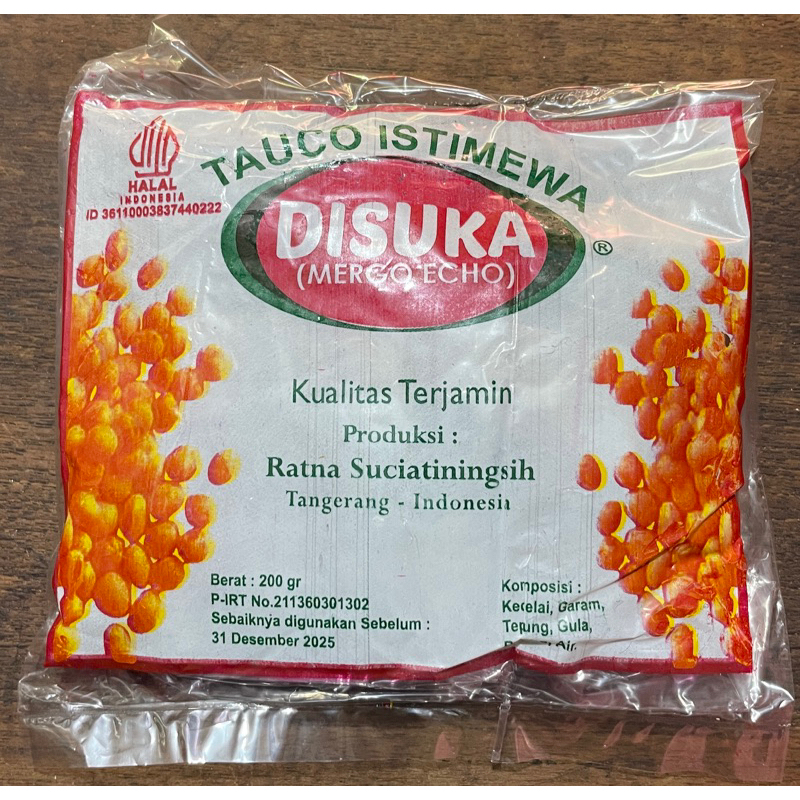 HALAL
INDONESIA
ID 36110003837440222
TAUCO ISTIMEWA
DISUKA
(MERGO ECHO)
®
Kualitas Terjamin
Produksi :
Ratna Suciatiningsih
Tangerang - Indonesia
Berat : 200 gr
P-IRT No.211360301302
Sebaiknya digunakan Sebelum :
31 Desember 2025
Komposisi :
Kedelai, Garam,
Tepung, Gula,
Air.